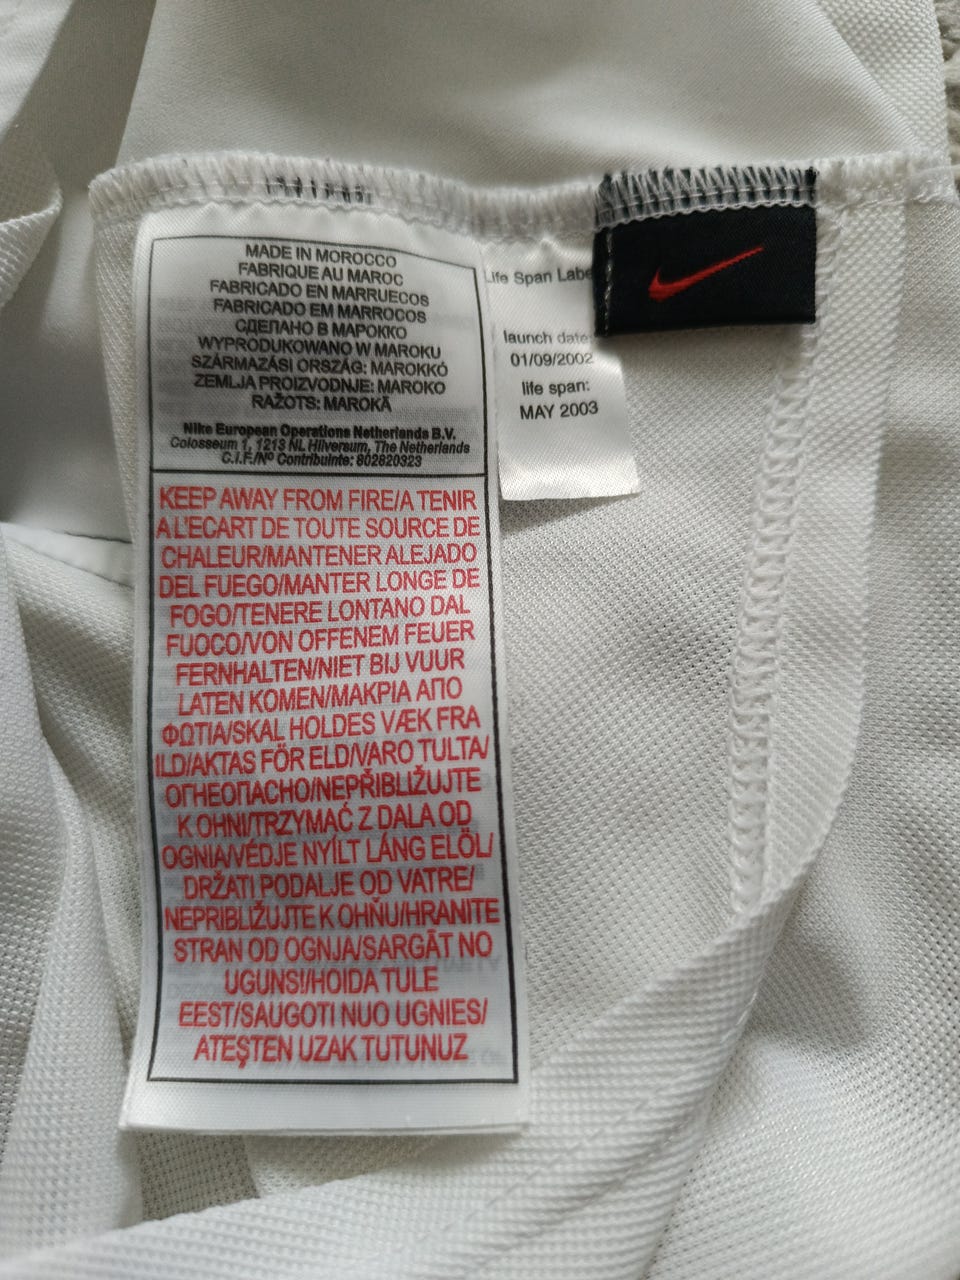 MADE IN MOROCCO
FABRIQUE AU MAROC
FABRICADO EN MARRUECOS
FABRICADO EM MARROCOS
СДЕЛАНО В МАРОККО
WYPRODUKOWANO W MAROKU
SZÁRMAZÁSI ORSZÁG: MAROKKÓ
ZEMLJA PROIZVODNJE: MAROKO
RAŽOTS: MAROKĀ
Nike European Operations Netherlands B.V.
Colosseum 1, 1213 NL Hilversum, The Netherlands
C.I.F./Nº Contribuinte: 802820323
KEEP AWAY FROM FIRE/A TENIR
A L'ECART DE TOUTE SOURCE DE
CHALEUR/MANTENER ALEJADO
DEL FUEGO/MANTER LONGE DE
FOGO/TENERE LONTANO DAL
FUOCO/VON OFFENEM FEUER
FERNHALTEN/NIET BIJ VUUR
LATEN KOMEN/ΜΑΚΡΙΑ ΑΠΟ
ΦΩΤΙΑ/SKAL HOLDES VÆK FRA
ILD/AKTAS FÖR ELD/VARO TULTA/
ОГНЕОПАСНО/NEPŘIBLIŽUJTE
K OHNI/TRZYMAĆ Z DALA OD
OGNIA/VÉDJE NYÍLT LÁNG ELÖL/
DRŽATI PODALJE OD VATRE/
NEPRIBLIŽUJTE K OHŇU/HRANITE
STRAN OD OGNJA/SARGĀT NO
UGUNS!/HOIDA TULE
EEST/SAUGOTI NUO UGNIES/
ATEŞTEN UZAK TUTUNUZ
Life Span Label
launch date:
01/09/2002
life span:
MAY 2003